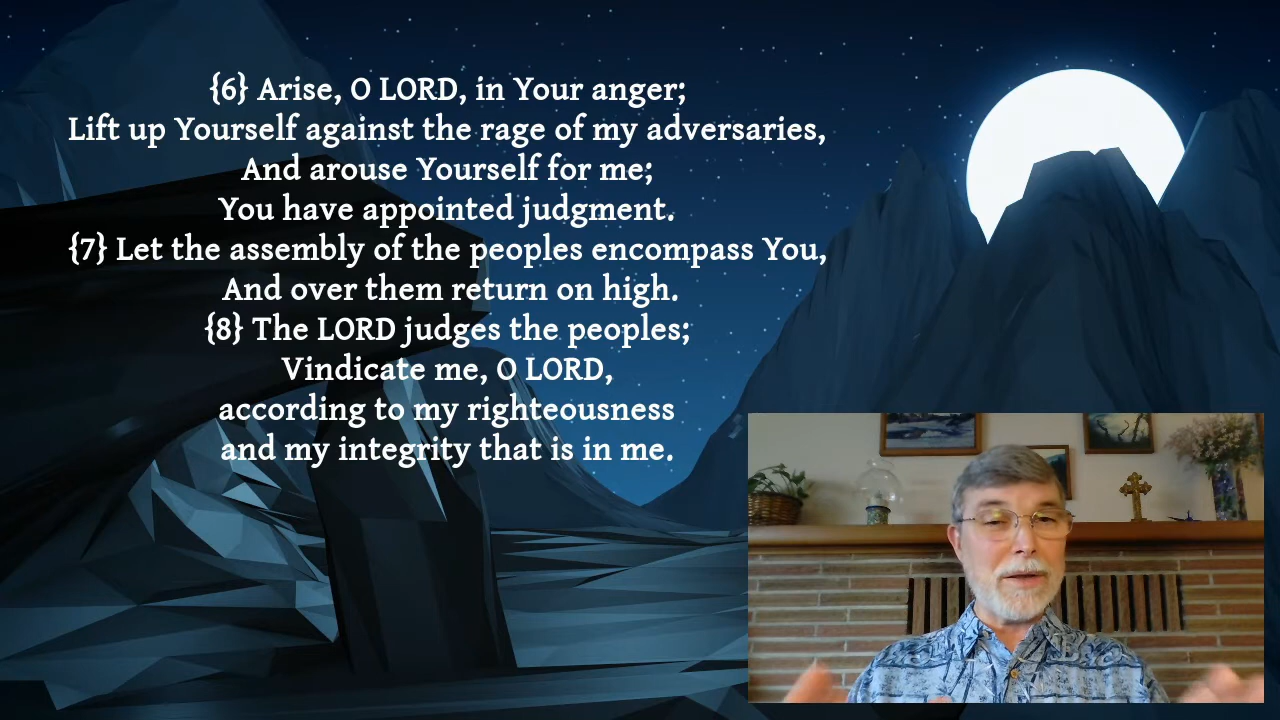 {6} Arise, O LORD, in Your anger;
Lift up Yourself against the rage of my adversaries,
And arouse Yourself for me;
You have appointed judgment.
{7} Let the assembly of the peoples encompass You,
And over them return on high.
{8} The LORD judges the peoples;
Vindicate me, O LORD,
according to my righteousness
and my integrity that is in me.